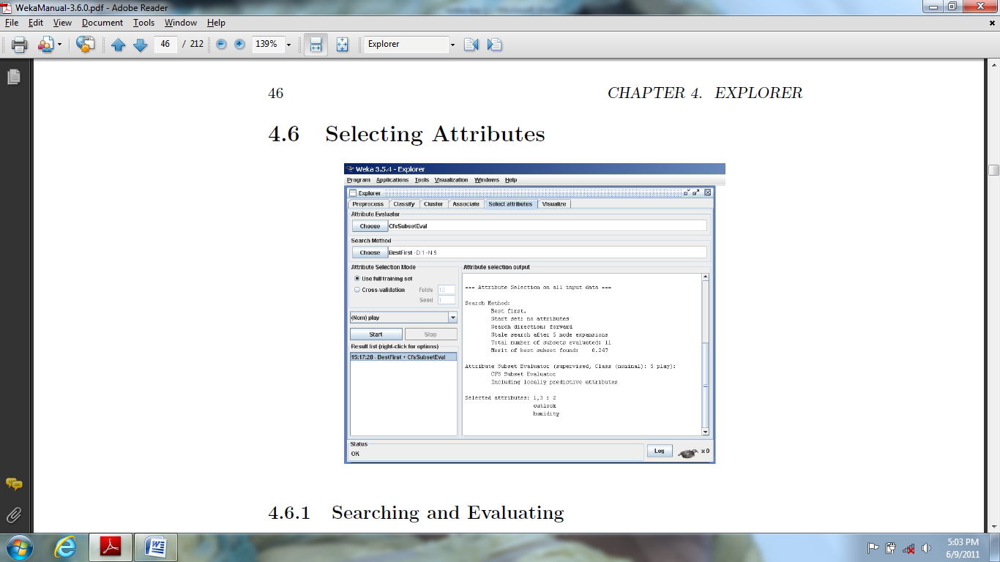 WekaManual-3.6.0.pdf - Adobe Reader
File Edit View Document Tools Window Help
46 / 212 139% Explorer
46 CHAPTER 4. EXPLORER
4.6 Selecting Attributes
Weka 3.5.4 - Explorer
Program Applications Tools Visualization Windows Help
Explorer
Preprocess Classify Cluster Associate Select attributes Visualize
Attribute Evaluator
Choose CfsSubsetEval
Search Method
Choose BestFirst -D 1 -N 5
Attribute Selection Mode
Use full training set
Cross-validation Folds 10
Seed 1
(Nom) play
Start Stop
Result list (right-click for options)
15:17:28 - BestFirst + CfsSubsetEval
Attribute selection output
=== Attribute Selection on all input data ===
Search Method:
Best first.
Start set: no attributes
Search direction: forward
Stale search after 5 node expansions
Total number of subsets evaluated: 11
Merit of best subset found: 0.247
Attribute Subset Evaluator (supervised, Class (nominal): 5 play):
CFS Subset Evaluator
Including locally predictive attributes
Selected attributes: 1,3 : 2
outlook
humidity
Status
OK
Log x 0
4.6.1 Searching and Evaluating
5:03 PM
6/9/2011